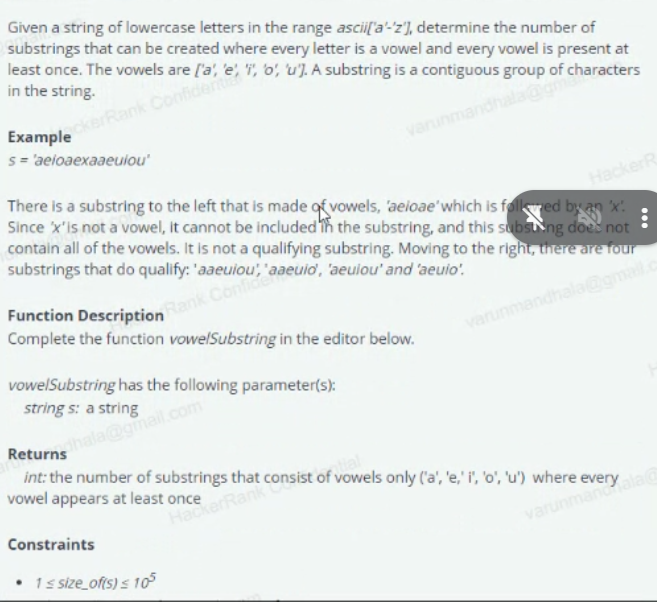 Given a string of lowercase letters in the range ascii['a'-'z'], determine the number of
substrings that can be created where every letter is a vowel and every vowel is present at
least once. The vowels are ['a', 'e', 'i', 'o', 'u']. A substring is a contiguous group of characters
in the string.
HackerRank Confidential
varunmandhala@gmail.com
Example
s = 'aeioaexaaeuiou'
HackerR
There is a substring to the left that is made of vowels, 'aeioae' which is followed by an 'x'.
Since 'x' is not a vowel, it cannot be included in the substring, and this substring does not
contain all of the vowels. It is not a qualifying substring. Moving to the right, there are four
substrings that do qualify: 'aaeuiou', 'aaeuio', 'aeuiou' and 'aeuio'.
Rank Confidential
varunmandhala@gmail.c
Function Description
Complete the function vowelSubstring in the editor below.
vowelSubstring has the following parameter(s):
string s: a string
ndhala@gmail.com
Returns
int: the number of substrings that consist of vowels only ('a', 'e,' i', 'o', 'u') where every
vowel appears at least once
HackerRank Confidential
varunmandhala@
Constraints
• 1 ≤ size_of(s) ≤ 10⁵